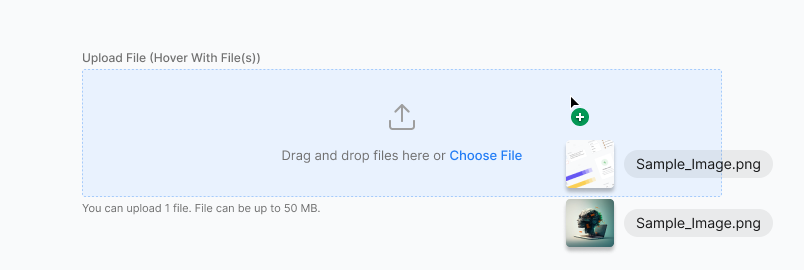 Upload File (Hover With File(s))
Drag and drop files here or Choose File
Sample_Image.png
You can upload 1 file. File can be up to 50 MB.
Sample_Image.png